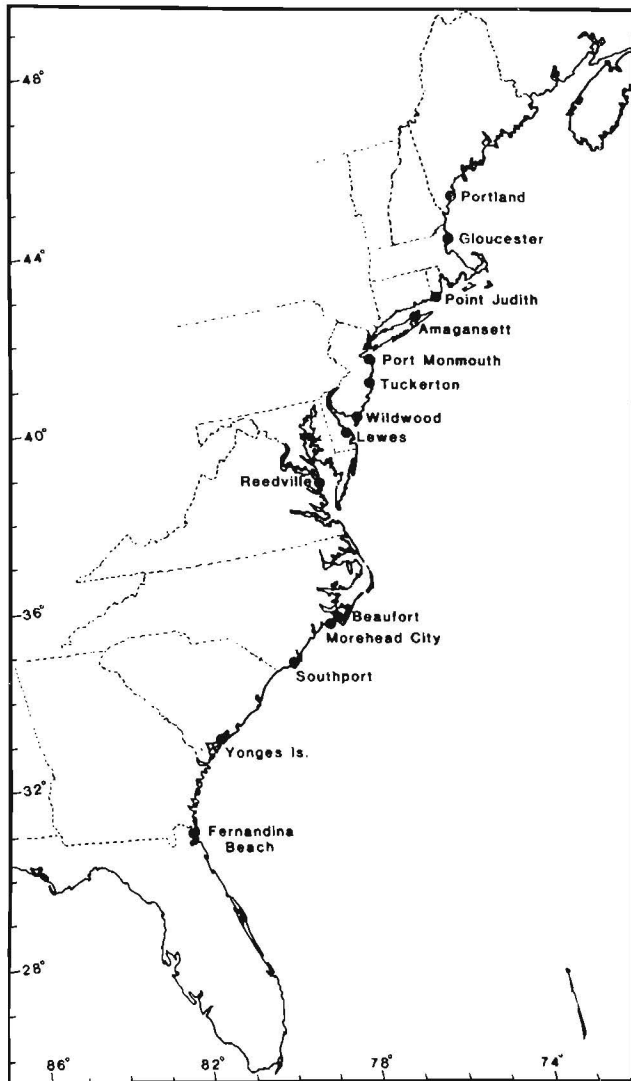 48°
Portland
Gloucester
44°
Point Judith
Amagansett
Port Monmouth
Tuckerton
Wildwood
40°
Lewes
Reedville
36°
Beaufort
Morehead City
Southport
Yonges Is.
32°
Fernandina
Beach
28°
86°
82°
78°
74°